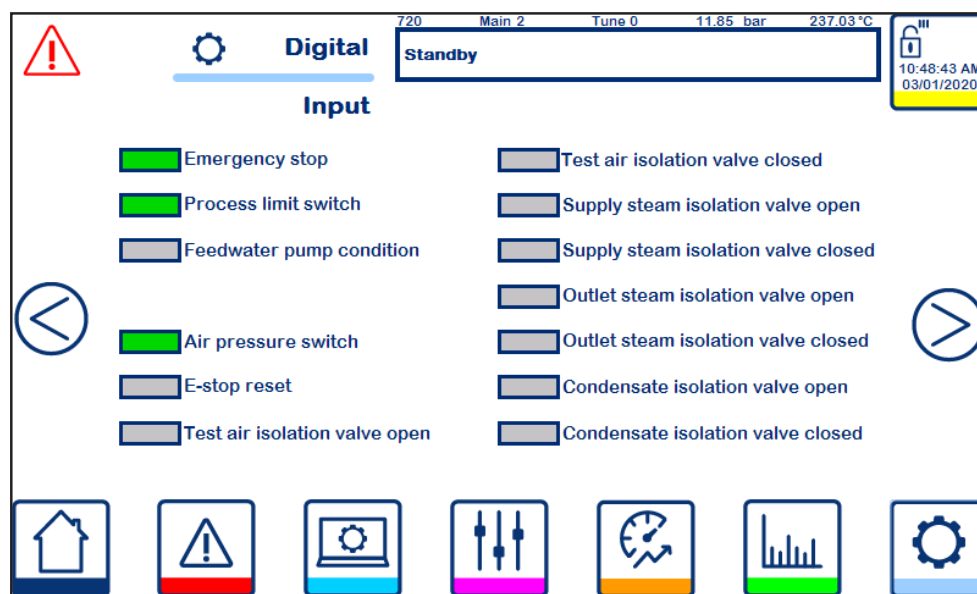 720 Main 2 Tune 0 11.85 bar 237.03°C
Digital
Input
Standby
10:48:43 AM
03/01/2020
Emergency stop
Process limit switch
Feedwater pump condition
Air pressure switch
E-stop reset
Test air isolation valve open
Test air isolation valve closed
Supply steam isolation valve open
Supply steam isolation valve closed
Outlet steam isolation valve open
Outlet steam isolation valve closed
Condensate isolation valve open
Condensate isolation valve closed